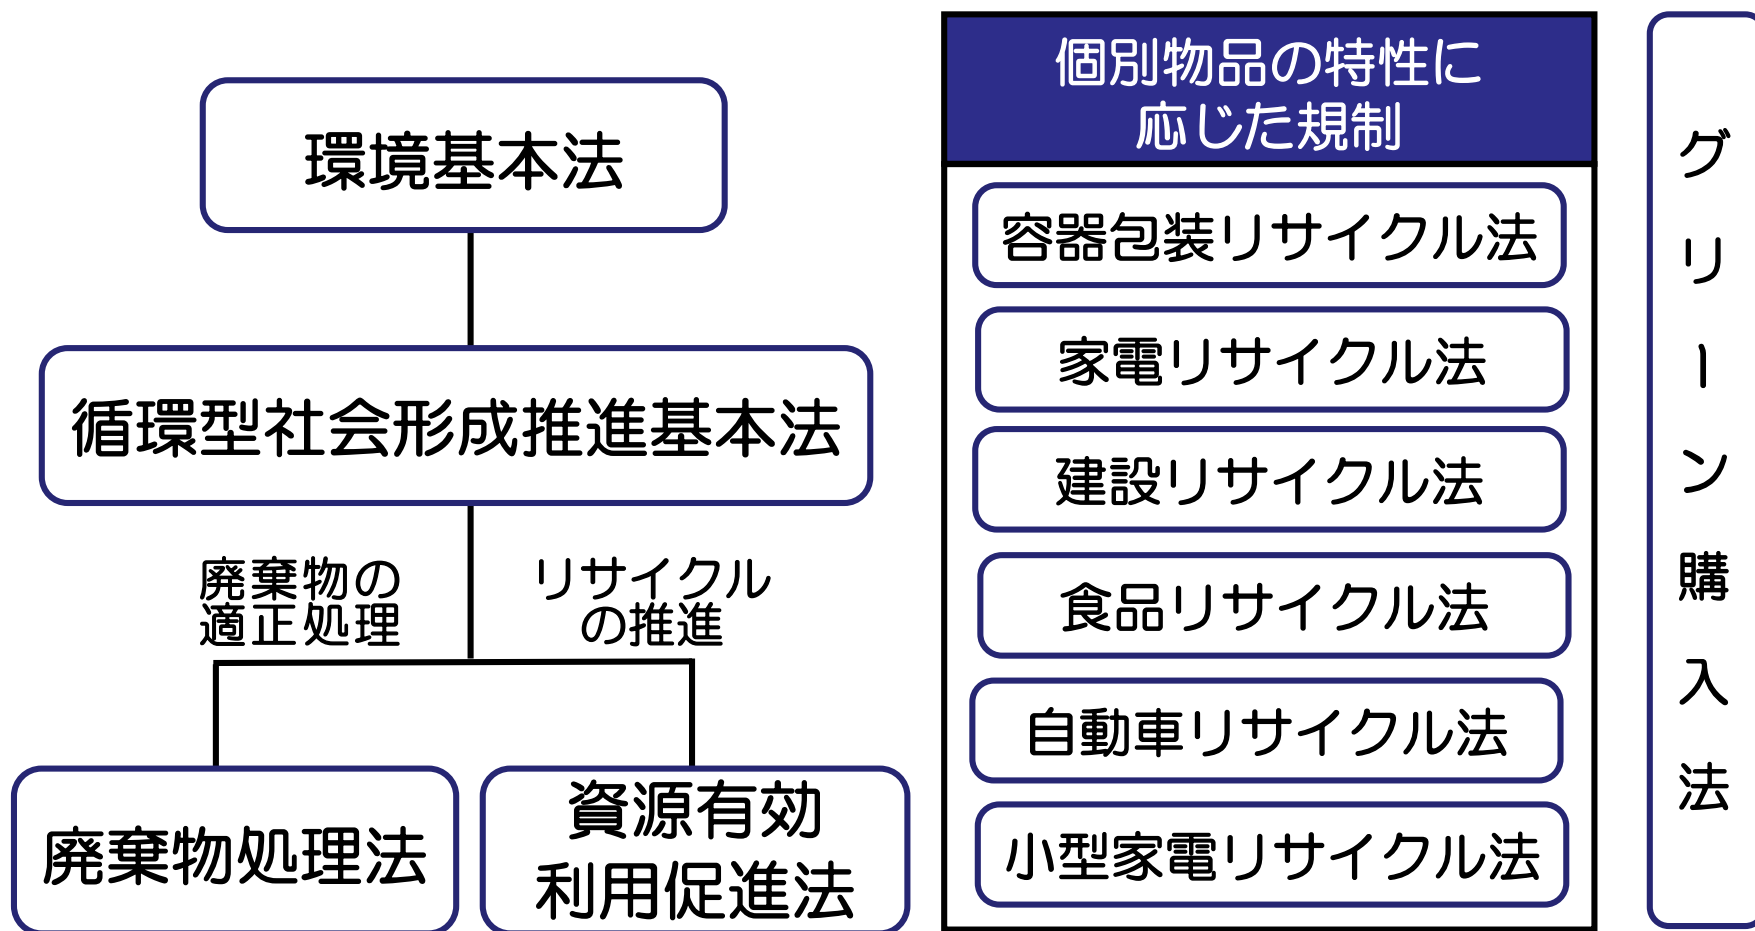 環境基本法
循環型社会形成推進基本法
廃棄物の
適正処理
リサイクル
の推進
廃棄物処理法
資源有効
利用促進法
個別物品の特性に
応じた規制
容器包装リサイクル法
家電リサイクル法
建設リサイクル法
食品リサイクル法
自動車リサイクル法
小型家電リサイクル法
グリーン購入法